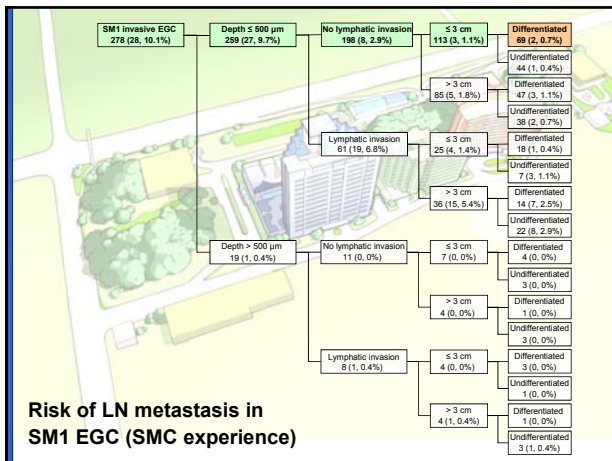 SM1 invasive EGC
278 (28, 10.1%)
Depth ≤ 500 µm
259 (27, 9.7%)
No lymphatic invasion
198 (8, 2.9%)
≤ 3 cm
113 (3, 1.1%)
Differentiated
69 (2, 0.7%)
Undifferentiated
44 (1, 0.4%)
> 3 cm
85 (5, 1.8%)
Differentiated
47 (3, 1.1%)
Undifferentiated
38 (2, 0.7%)
Lymphatic invasion
61 (19, 6.8%)
≤ 3 cm
25 (4, 1.4%)
Differentiated
18 (1, 0.4%)
Undifferentiated
7 (3, 1.1%)
> 3 cm
36 (15, 5.4%)
Differentiated
14 (7, 2.5%)
Undifferentiated
22 (8, 2.9%)
Depth > 500 µm
19 (1, 0.4%)
No lymphatic invasion
11 (0, 0%)
≤ 3 cm
7 (0, 0%)
Differentiated
4 (0, 0%)
Undifferentiated
3 (0, 0%)
> 3 cm
4 (0, 0%)
Differentiated
1 (0, 0%)
Undifferentiated
3 (0, 0%)
Lymphatic invasion
8 (1, 0.4%)
≤ 3 cm
4 (0, 0%)
Differentiated
3 (0, 0%)
Undifferentiated
1 (0, 0%)
> 3 cm
4 (1, 0.4%)
Differentiated
1 (0, 0%)
Undifferentiated
3 (1, 0.4%)
Risk of LN metastasis in
SM1 EGC (SMC experience)